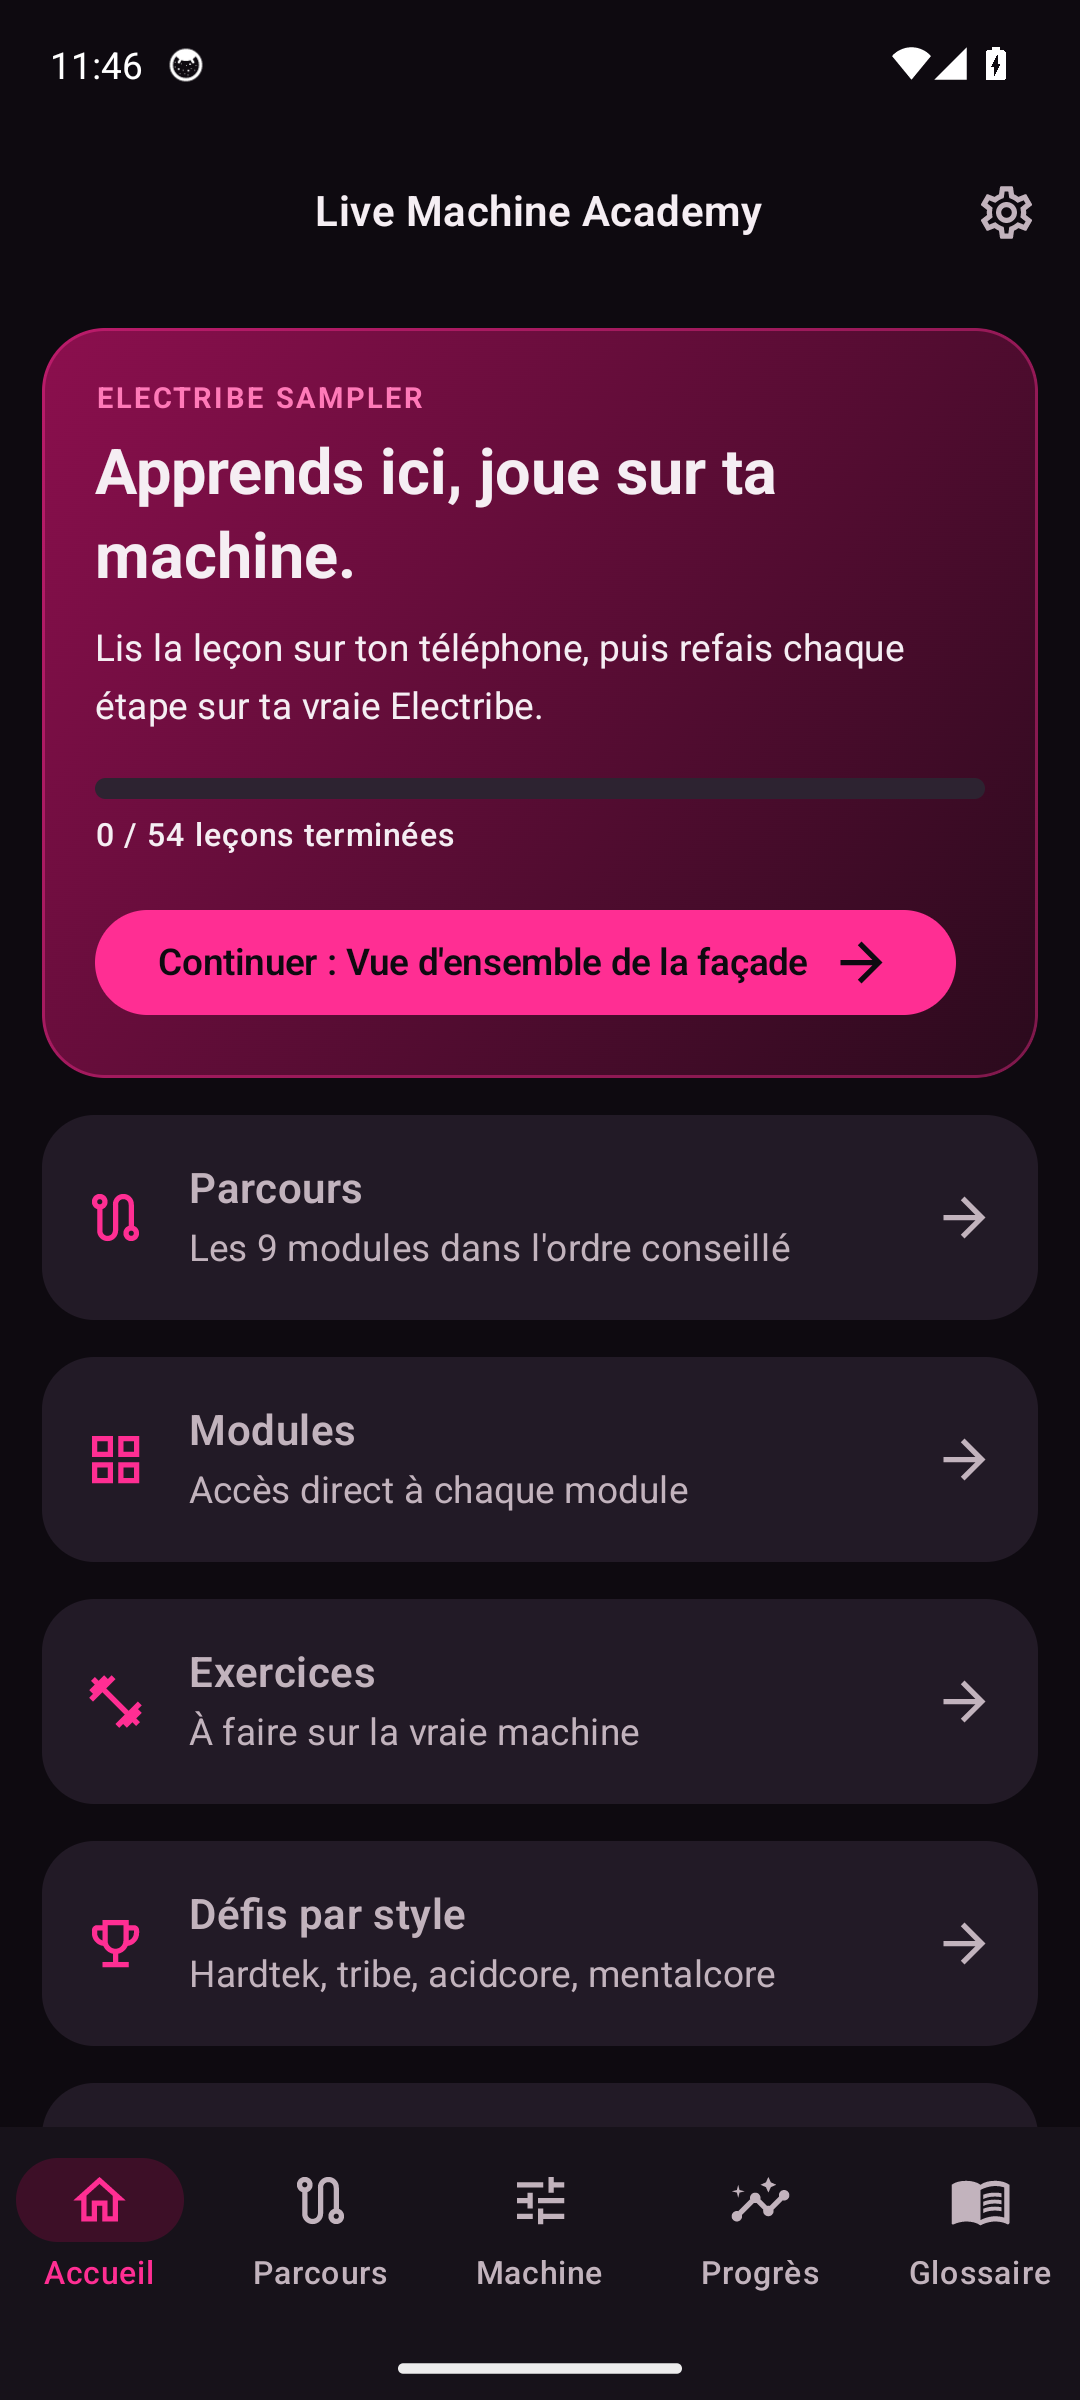 11:46
Live Machine Academy
ELECTRIBE SAMPLER
Apprends ici, joue sur ta
machine.
Lis la leçon sur ton téléphone, puis refais chaque
étape sur ta vraie Electribe.
0 / 54 leçons terminées
Continuer : Vue d'ensemble de la façade
Parcours
Les 9 modules dans l'ordre conseillé
Modules
Accès direct à chaque module
Exercices
À faire sur la vraie machine
Défis par style
Hardtek, tribe, acidcore, mentalcore
Accueil
Parcours
Machine
Progrès
Glossaire